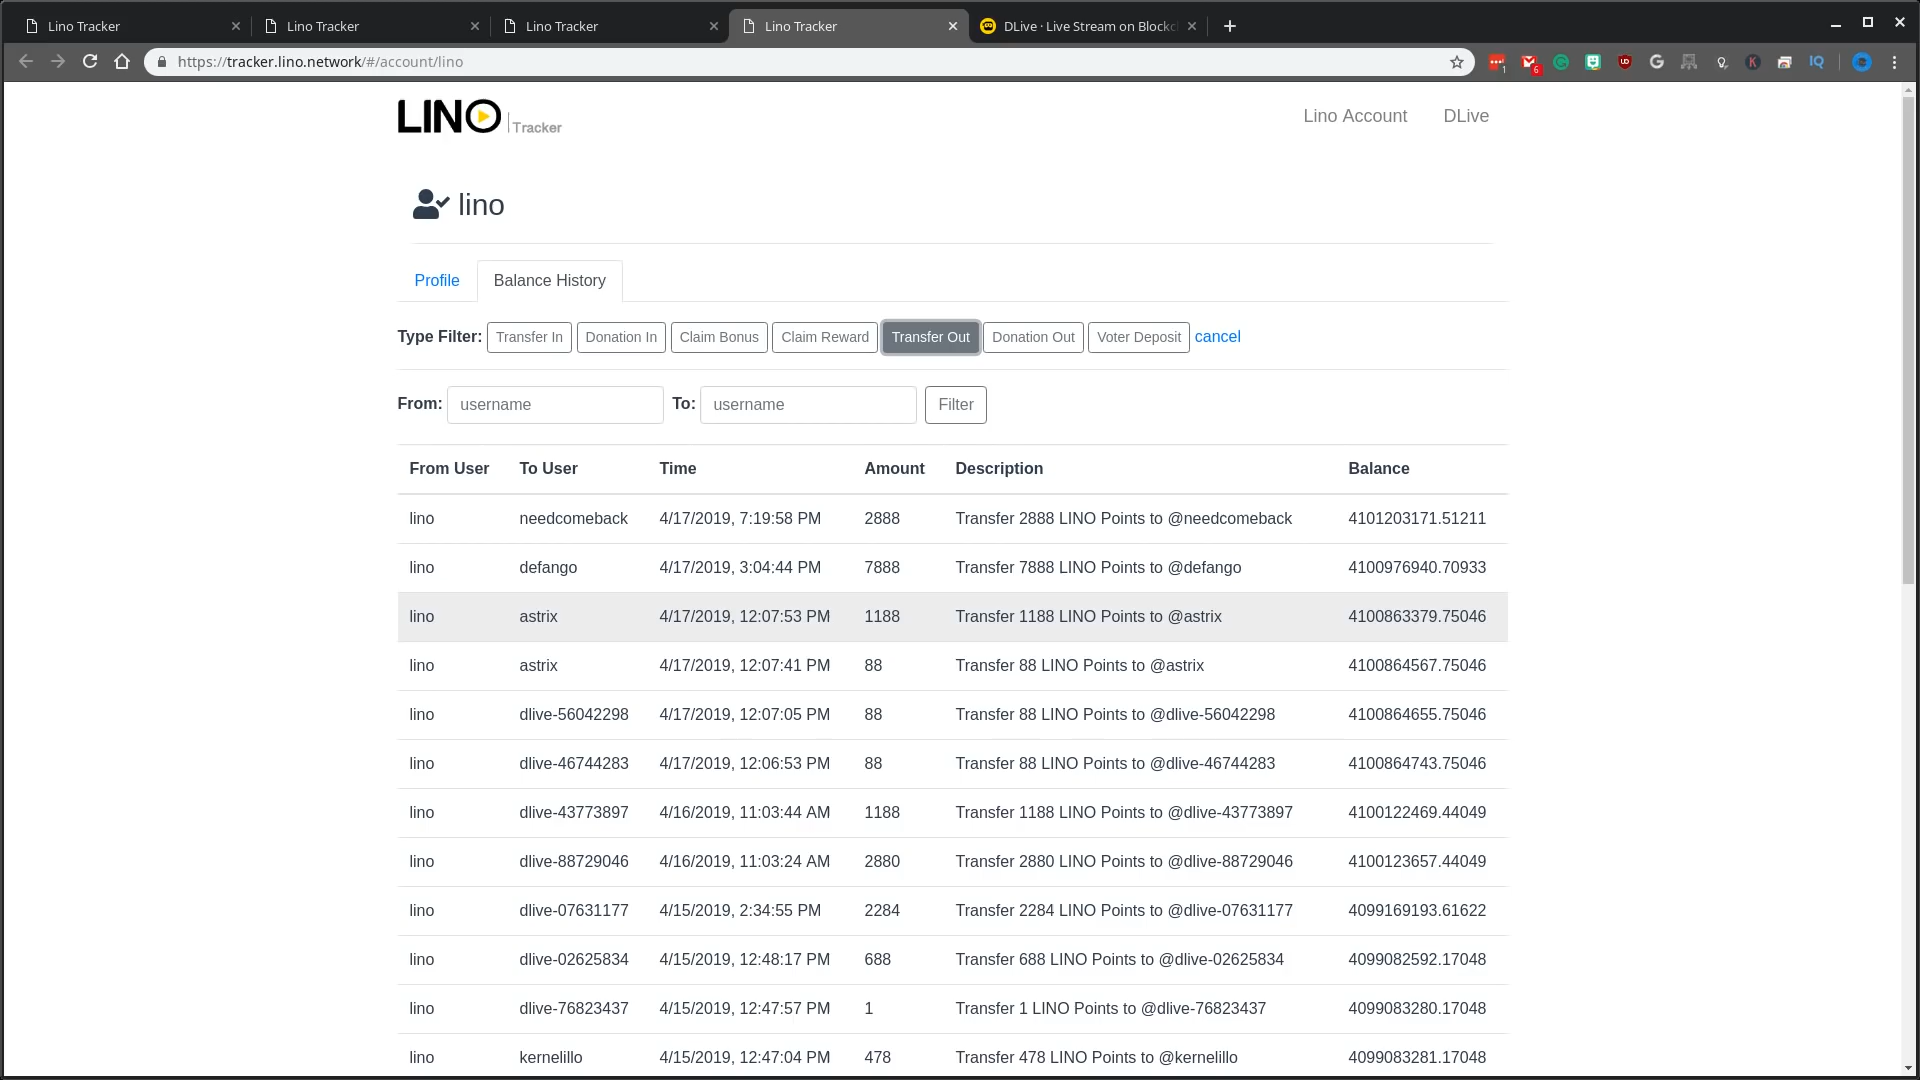 Lino Tracker
Lino Tracker
Lino Tracker
Lino Tracker
DLive · Live Stream on Blockc
https://tracker.lino.network/#/account/lino
1
6
K
IQ
LINO Tracker
Lino Account DLive
lino
Profile Balance History
Type Filter: Transfer In Donation In Claim Bonus Claim Reward Transfer Out Donation Out Voter Deposit cancel
From: username To: username Filter
From User To User Time Amount Description Balance
lino needcomeback 4/17/2019, 7:19:58 PM 2888 Transfer 2888 LINO Points to @needcomeback 4101203171.51211
lino defango 4/17/2019, 3:04:44 PM 7888 Transfer 7888 LINO Points to @defango 4100976940.70933
lino astrix 4/17/2019, 12:07:53 PM 1188 Transfer 1188 LINO Points to @astrix 4100863379.75046
lino astrix 4/17/2019, 12:07:41 PM 88 Transfer 88 LINO Points to @astrix 4100864567.75046
lino dlive-56042298 4/17/2019, 12:07:05 PM 88 Transfer 88 LINO Points to @dlive-56042298 4100864655.75046
lino dlive-46744283 4/17/2019, 12:06:53 PM 88 Transfer 88 LINO Points to @dlive-46744283 4100864743.75046
lino dlive-43773897 4/16/2019, 11:03:44 AM 1188 Transfer 1188 LINO Points to @dlive-43773897 4100122469.44049
lino dlive-88729046 4/16/2019, 11:03:24 AM 2880 Transfer 2880 LINO Points to @dlive-88729046 4100123657.44049
lino dlive-07631177 4/15/2019, 2:34:55 PM 2284 Transfer 2284 LINO Points to @dlive-07631177 4099169193.61622
lino dlive-02625834 4/15/2019, 12:48:17 PM 688 Transfer 688 LINO Points to @dlive-02625834 4099082592.17048
lino dlive-76823437 4/15/2019, 12:47:57 PM 1 Transfer 1 LINO Points to @dlive-76823437 4099083280.17048
lino kernelillo 4/15/2019, 12:47:04 PM 478 Transfer 478 LINO Points to @kernelillo 4099083281.17048